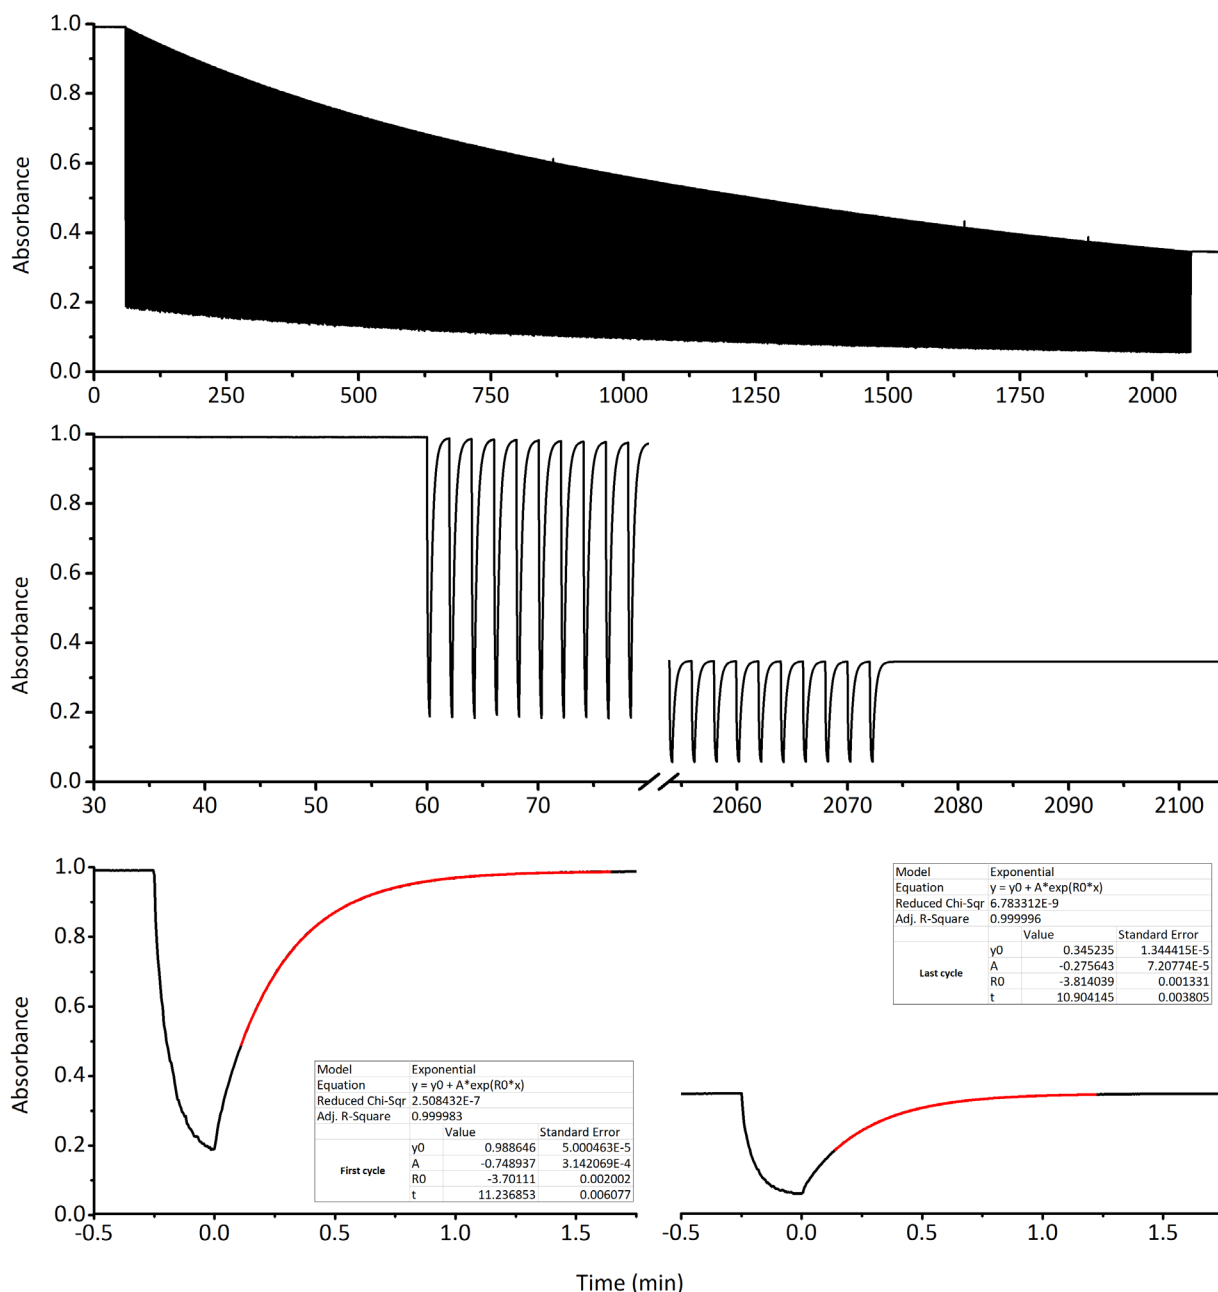 Absorbance
1.0
0.8
0.6
0.4
0.2
0.0
0 250 500 750 1000 1250 1500 1750 2000
Absorbance
1.0
0.8
0.6
0.4
0.2
0.0
30 40 50 60 70 2060 2070 2080 2090 2100
Absorbance
1.0
0.8
0.6
0.4
0.2
0.0
Model Exponential
Equation y = y0 + A*exp(R0*x)
Reduced Chi-Sqr 2.508432E-7
Adj. R-Square 0.999983
Value Standard Error
First cycle
y0 0.988646 5.000463E-5
A -0.748937 3.142069E-4
R0 -3.70111 0.002002
t 11.236853 0.006077
-0.5 0.0 0.5 1.0 1.5
Model Exponential
Equation y = y0 + A*exp(R0*x)
Reduced Chi-Sqr 6.783312E-9
Adj. R-Square 0.999996
Value Standard Error
Last cycle
y0 0.345235 1.344415E-5
A -0.275643 7.20774E-5
R0 -3.814039 0.001331
t 10.904145 0.003805
-0.5 0.0 0.5 1.0 1.5
Time (min)